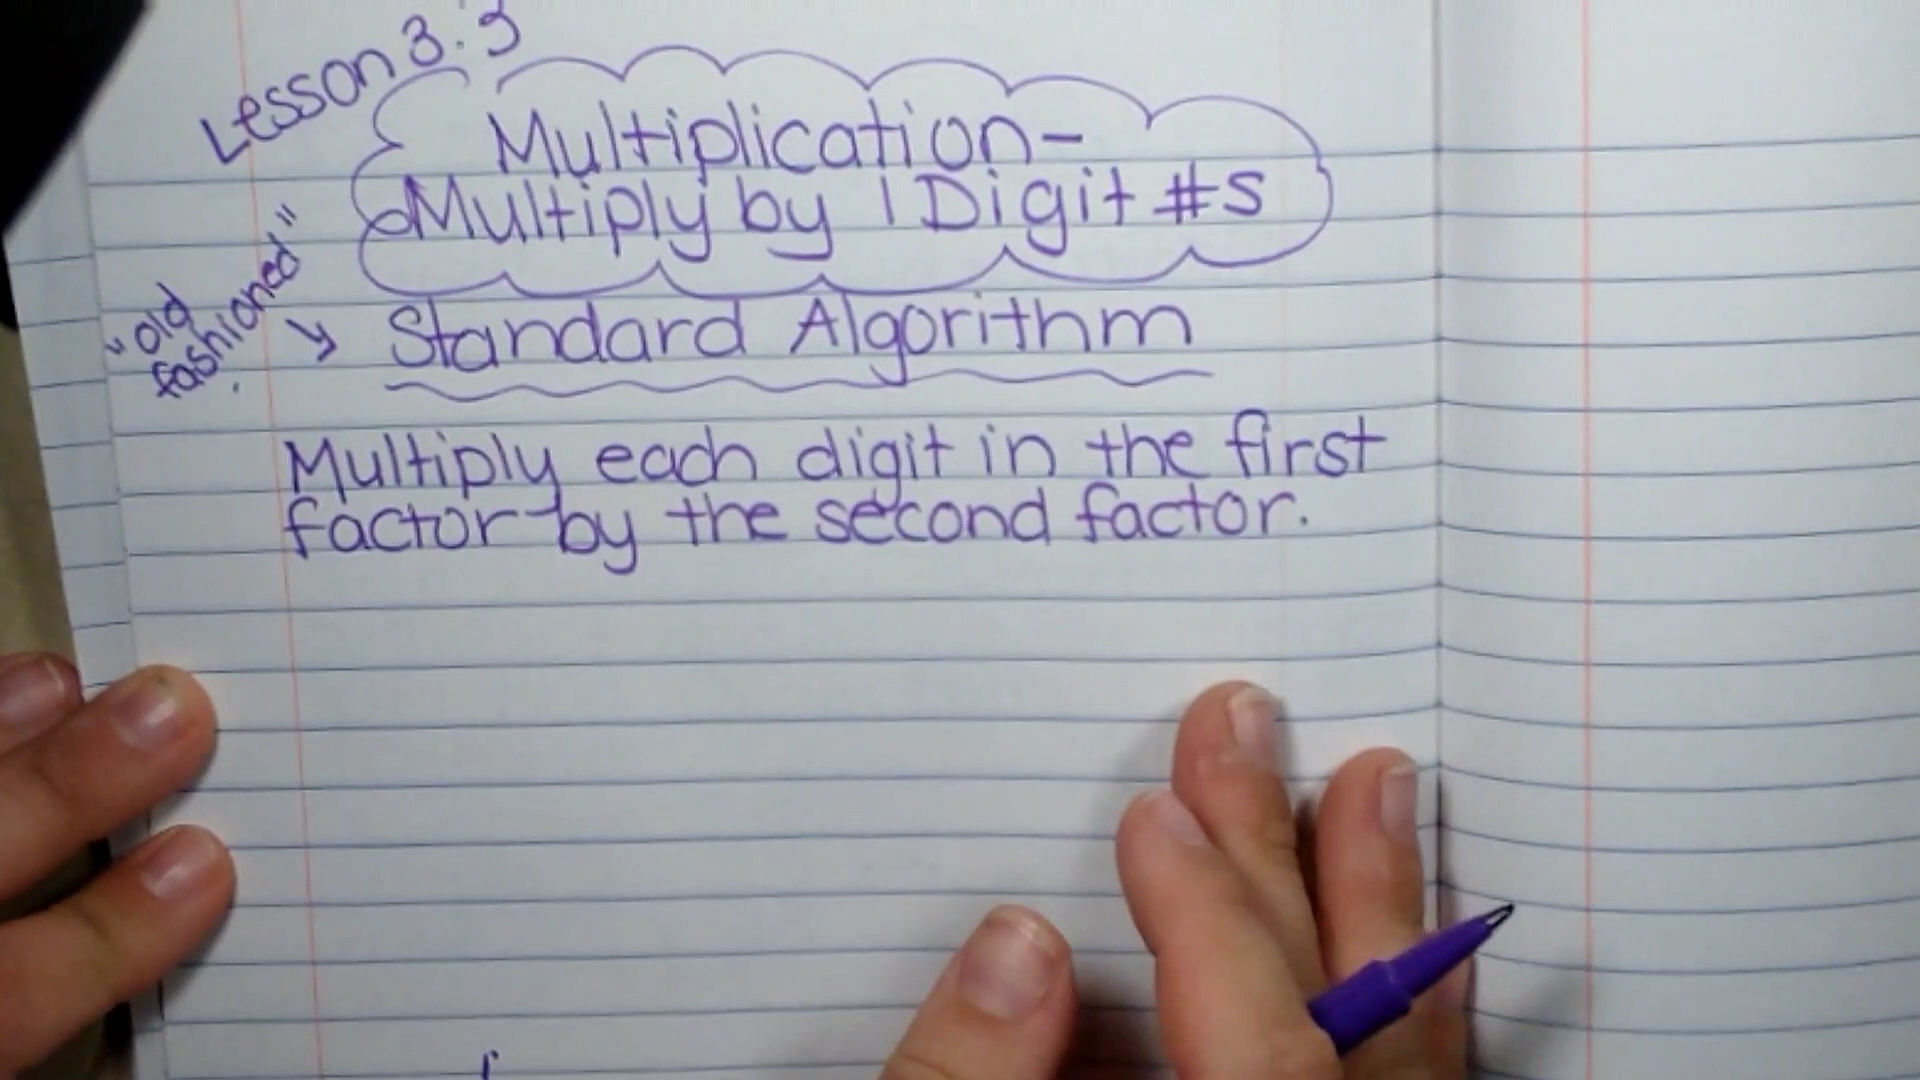 Lesson 3.3
Multiplication-
Multiply by 1 Digit #s
"old
fashioned"
Standard Algorithm
Multiply each digit in the first
factor by the second factor.